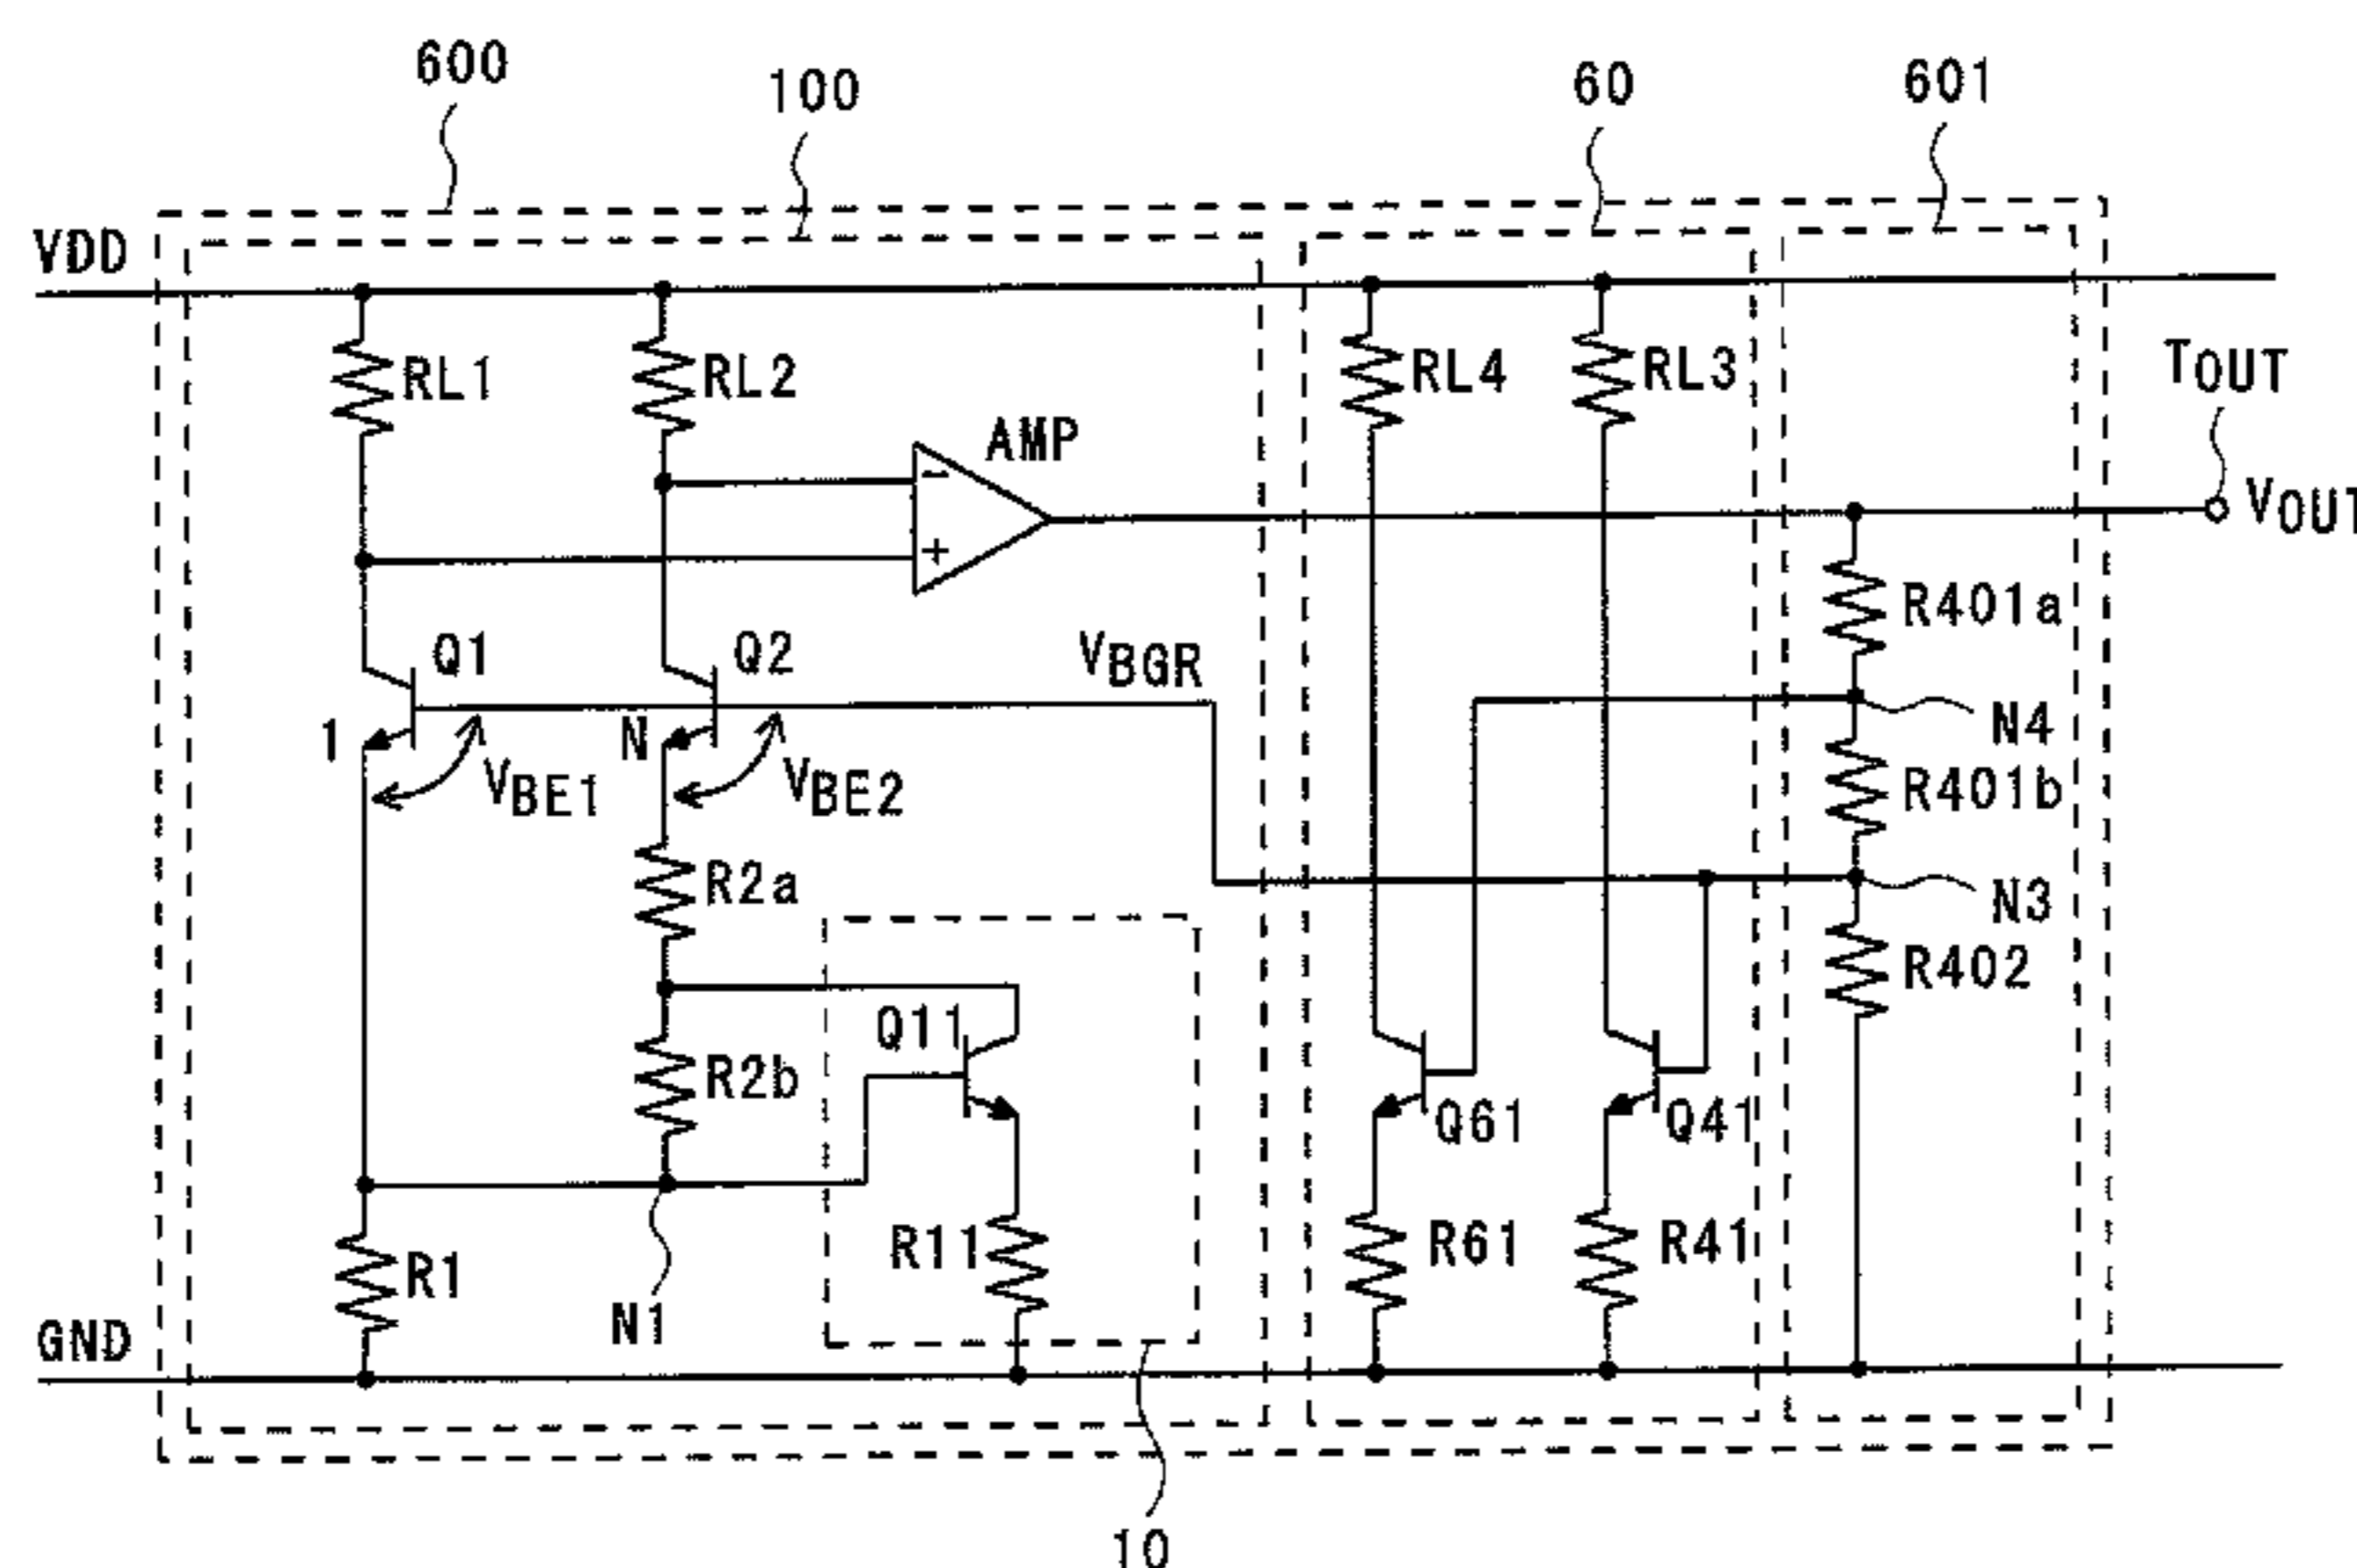 600
100
60
601
VDD
RL1
RL2
RL4
RL3
TOUT
AMP
−
+
VOUT
R401a
Q1
Q2
VBGR
1
N
N4
VBE1
VBE2
R401b
R2a
N3
R402
Q11
R2b
Q61
Q41
R11
R61
R41
R1
N1
GND
10